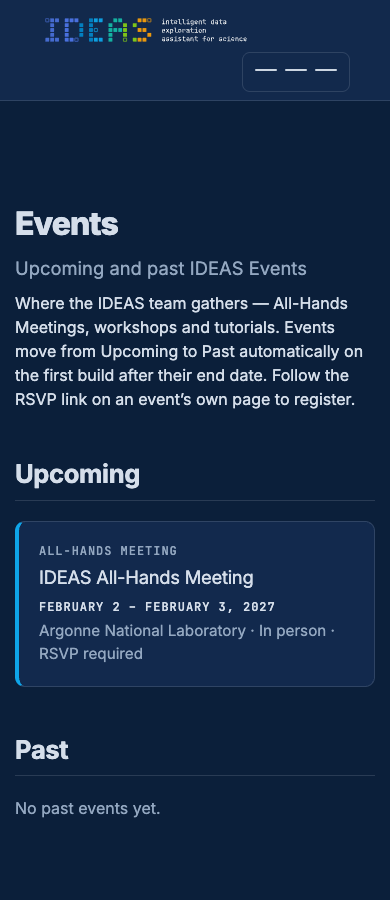 IDEAS
intelligent data
exploration
assistant for science
Events
Upcoming and past IDEAS Events
Where the IDEAS team gathers — All-Hands
Meetings, workshops and tutorials. Events
move from Upcoming to Past automatically on
the first build after their end date. Follow the
RSVP link on an event’s own page to register.
Upcoming
ALL-HANDS MEETING
IDEAS All-Hands Meeting
FEBRUARY 2 – FEBRUARY 3, 2027
Argonne National Laboratory · In person ·
RSVP required
Past
No past events yet.